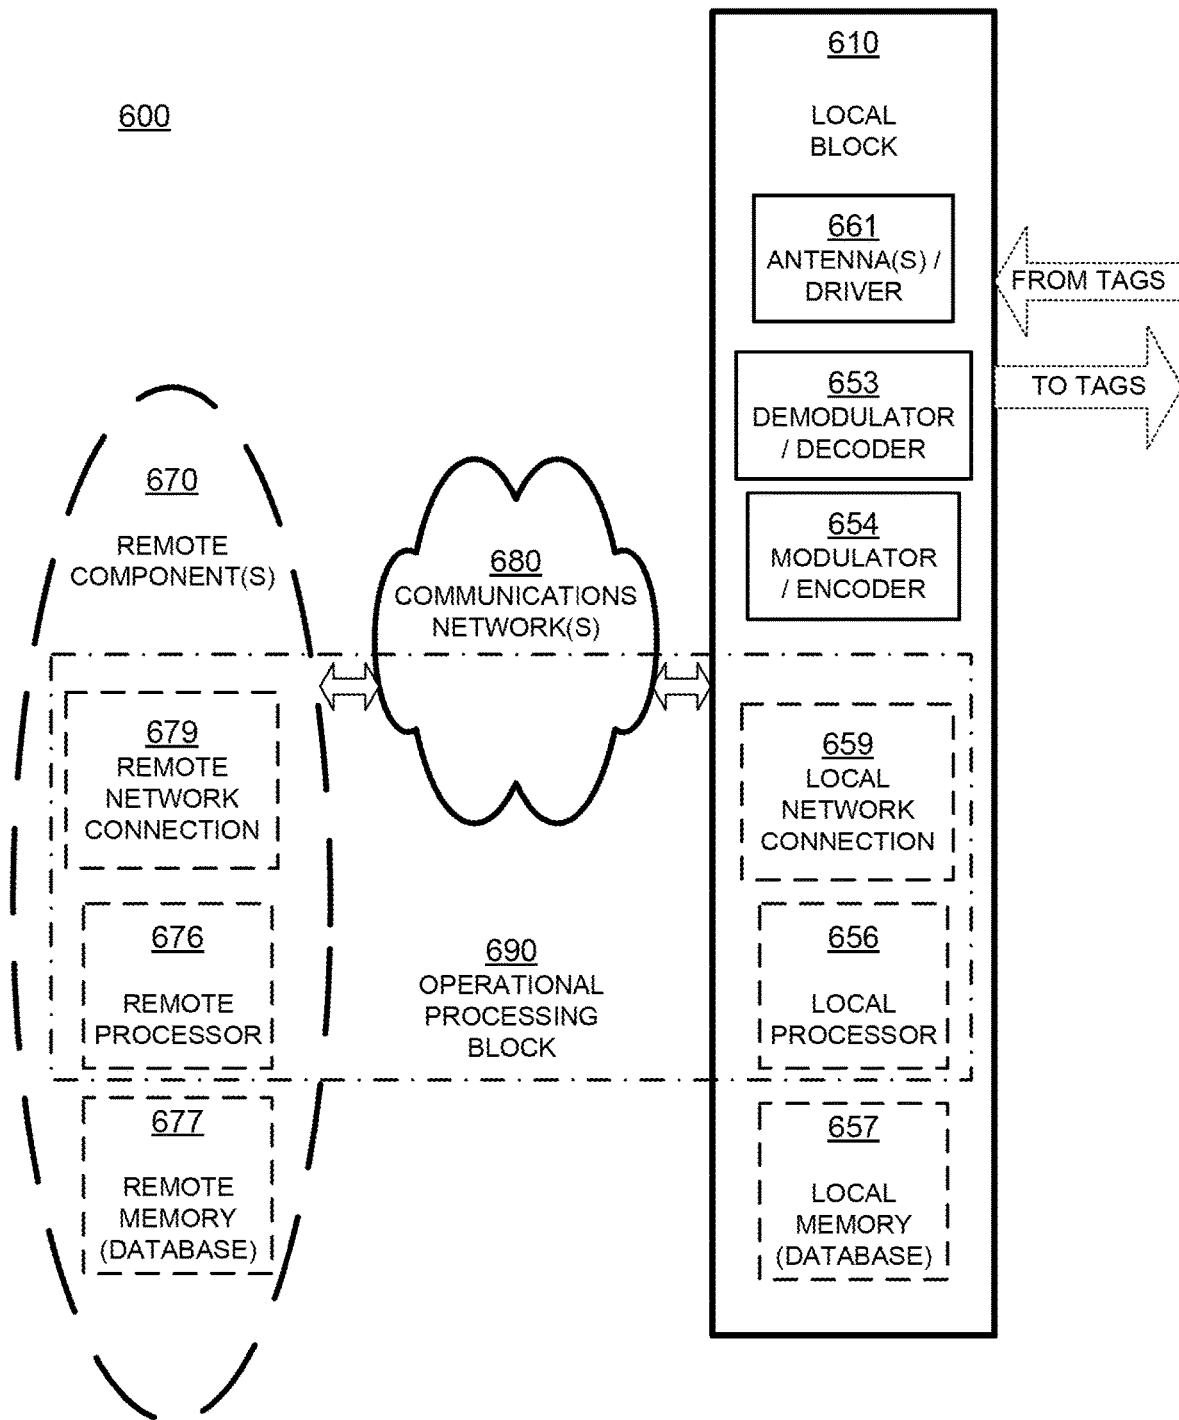 600
610
LOCAL
BLOCK
661
ANTENNA(S) /
DRIVER
FROM TAGS
653
DEMODULATOR
/ DECODER
TO TAGS
654
MODULATOR
/ ENCODER
670
REMOTE
COMPONENT(S)
680
COMMUNICATIONS
NETWORK(S)
679
REMOTE
NETWORK
CONNECTION
659
LOCAL
NETWORK
CONNECTION
676
REMOTE
PROCESSOR
690
OPERATIONAL
PROCESSING
BLOCK
656
LOCAL
PROCESSOR
677
REMOTE
MEMORY
(DATABASE)
657
LOCAL
MEMORY
(DATABASE)